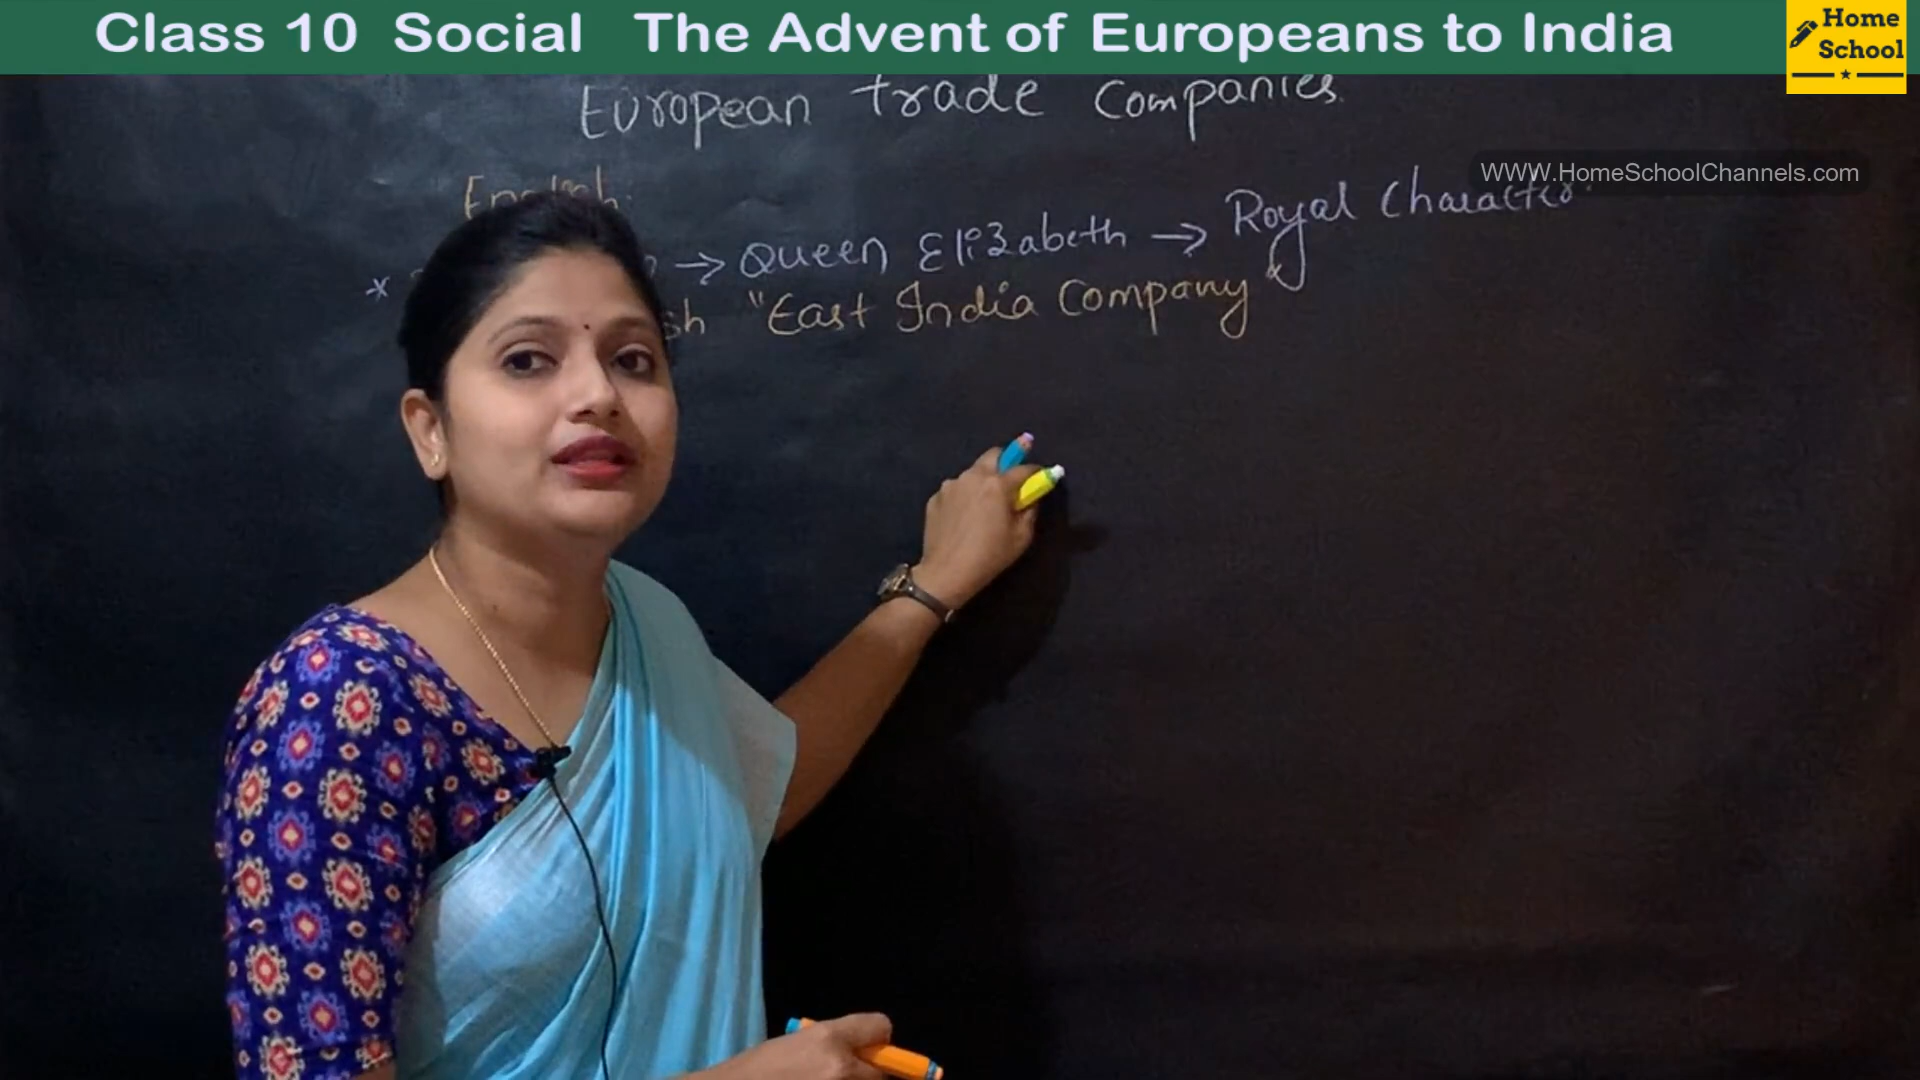 Class 10 Social The Advent of Europeans to India
Home
School
European trade Companies.
WWW.HomeSchoolChannels.com
English.
* → Queen Elizabeth → Royal Character.
"East India Company"